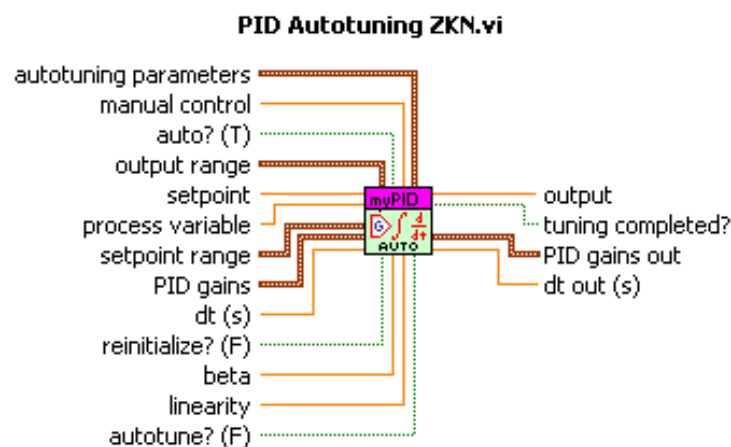 PID Autotuning ZKN.vi
autotuning parameters
manual control
auto? (T)
output range
setpoint
process variable
setpoint range
PID gains
dt (s)
reinitialize? (F)
beta
linearity
autotune? (F)
myPID
G ∫ d/dt
AUTO
output
tuning completed?
PID gains out
dt out (s)